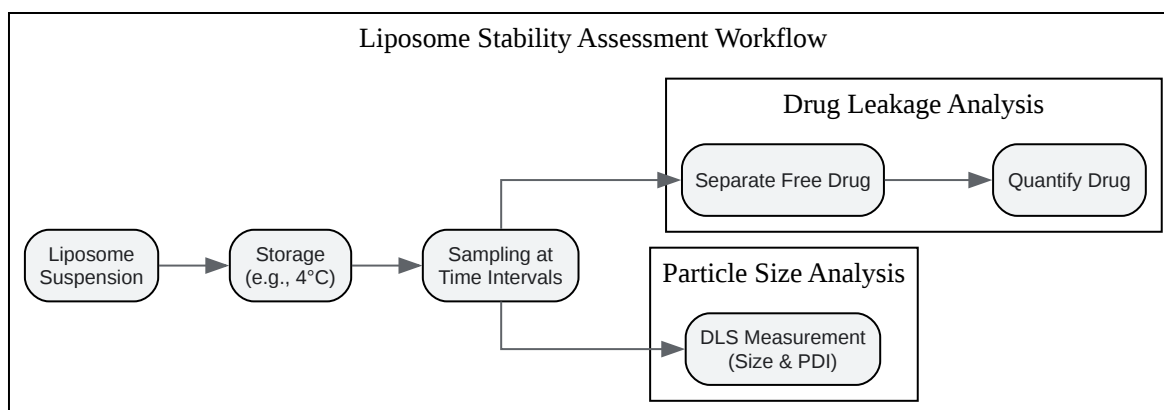 Liposome Stability Assessment Workflow
Drug Leakage Analysis
Separate Free Drug
Quantify Drug
Liposome
Suspension
Storage
(e.g., 4°C)
Sampling at
Time Intervals
Particle Size Analysis
DLS Measurement
(Size & PDI)